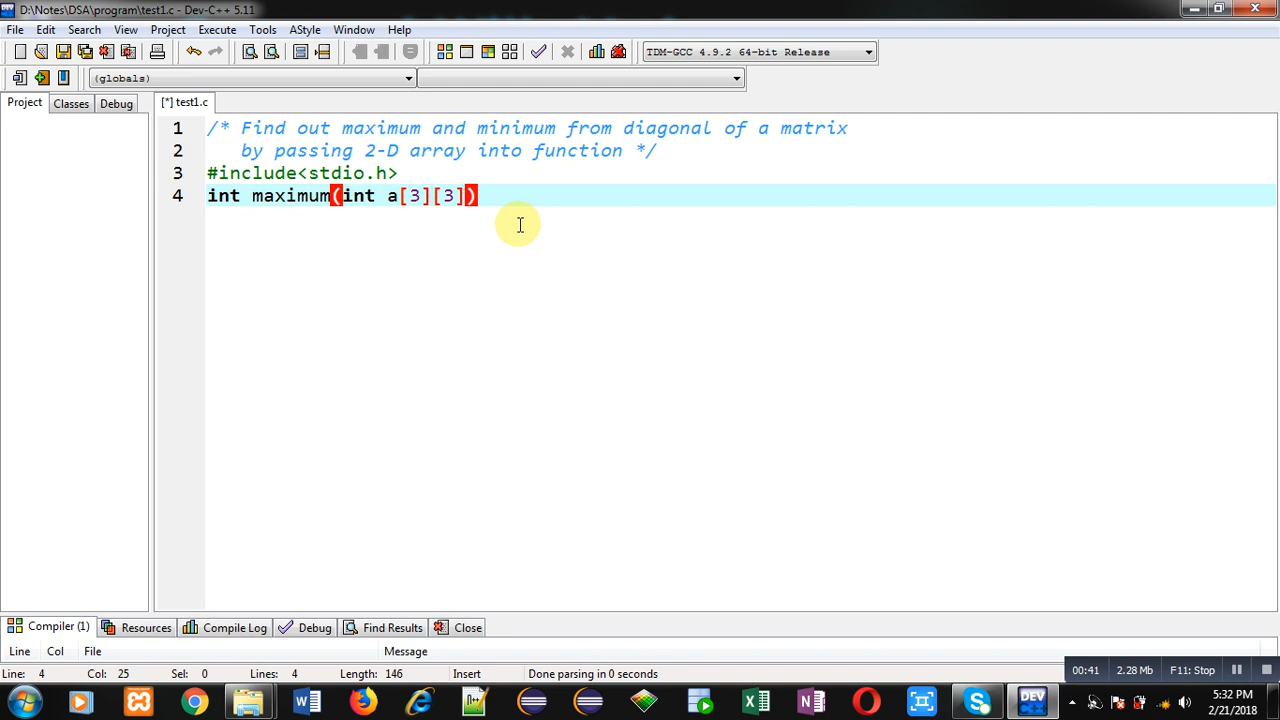 D:\Notes\DSA\program\test1.c - Dev-C++ 5.11
File Edit Search View Project Execute Tools AStyle Window Help
TDM-GCC 4.9.2 64-bit Release
(globals)
Project Classes Debug [*] test1.c
1 /* Find out maximum and minimum from diagonal of a matrix
2 by passing 2-D array into function */
3 #include<stdio.h>
4 int maximum(int a[3][3])
Compiler (1) Resources Compile Log Debug Find Results Close
Line Col File Message
Line: 4 Col: 25 Sel: 0 Lines: 4 Length: 146 Insert Done parsing in 0 seconds
00:41 2.28 Mb F11: Stop
DEV
5:32 PM
2/21/2018